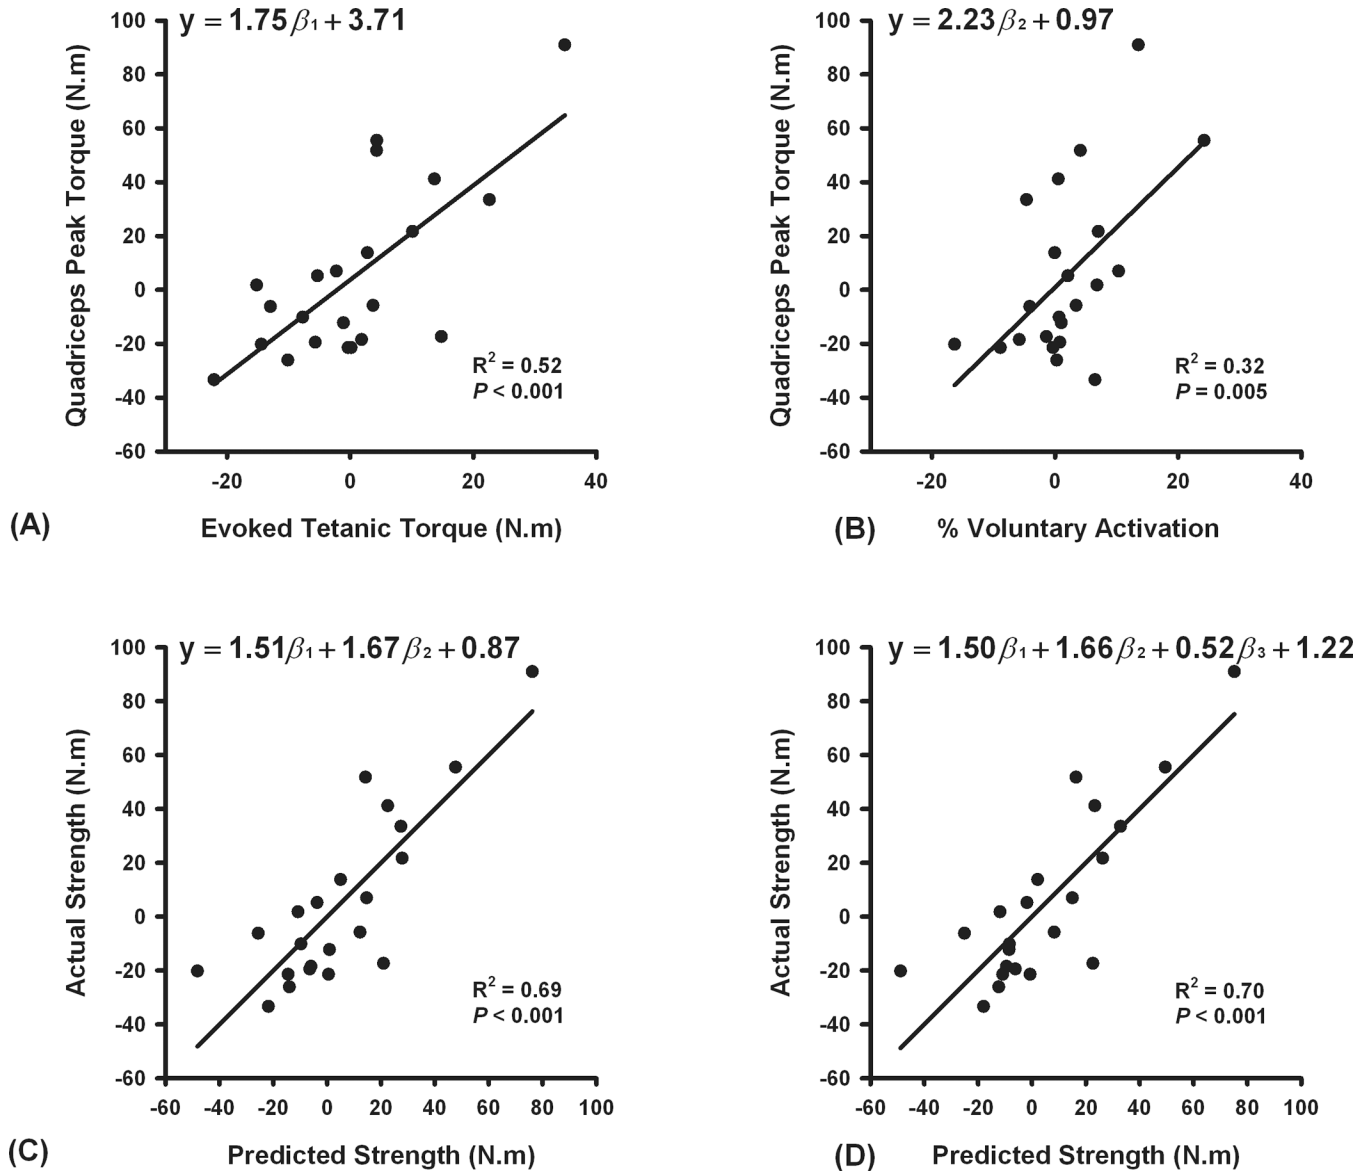 y = 1.75β₁ + 3.71
100
80
60
40
20
0
-20
-40
-60
Quadriceps Peak Torque (N.m)
R² = 0.52
P < 0.001
-20 0 20 40
(A) Evoked Tetanic Torque (N.m)
y = 2.23β₂ + 0.97
100
80
60
40
20
0
-20
-40
-60
Quadriceps Peak Torque (N.m)
R² = 0.32
P = 0.005
-20 0 20 40
(B) % Voluntary Activation
y = 1.51β₁ + 1.67β₂ + 0.87
100
80
60
40
20
0
-20
-40
-60
Actual Strength (N.m)
R² = 0.69
P < 0.001
-60 -40 -20 0 20 40 60 80 100
(C) Predicted Strength (N.m)
y = 1.50β₁ + 1.66β₂ + 0.52β₃ + 1.22
100
80
60
40
20
0
-20
-40
-60
Actual Strength (N.m)
R² = 0.70
P < 0.001
-60 -40 -20 0 20 40 60 80 100
(D) Predicted Strength (N.m)